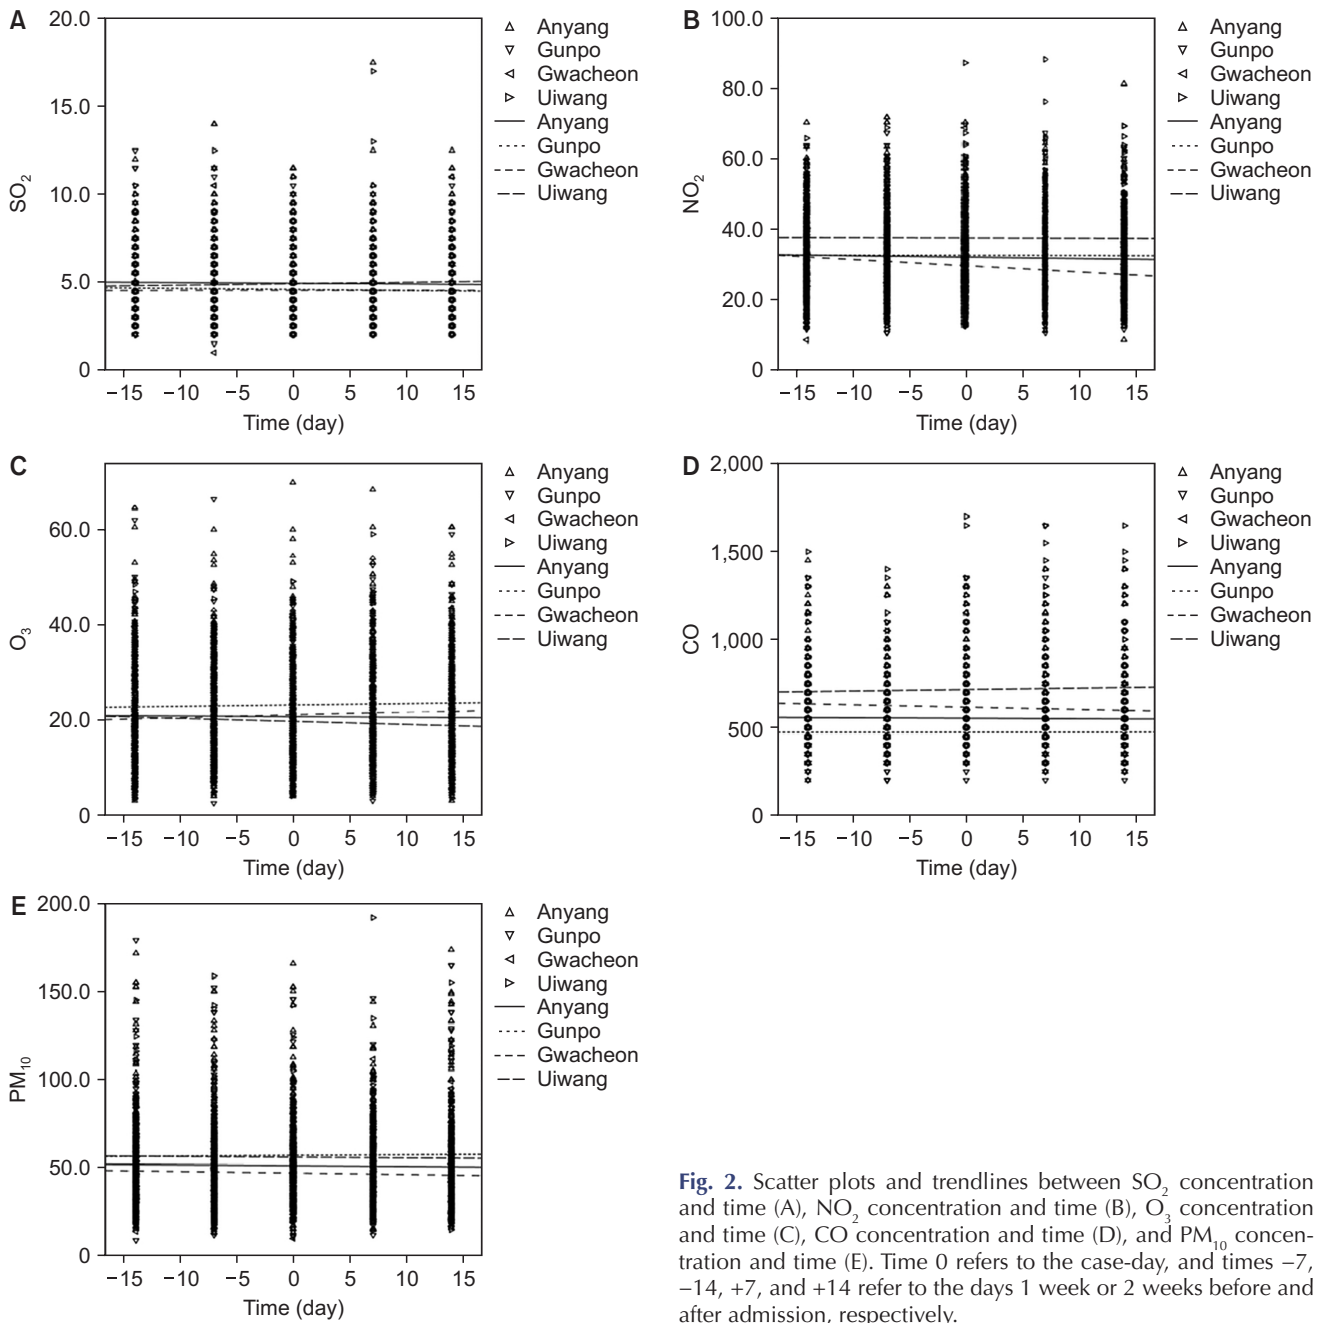 A
20.0
15.0
10.0
5.0
0
SO2
−15 −10 −5 0 5 10 15
Time (day)
Anyang
Gunpo
Gwacheon
Uiwang
Anyang
Gunpo
Gwacheon
Uiwang
B
100.0
80.0
60.0
40.0
20.0
0
NO2
−15 −10 −5 0 5 10 15
Time (day)
Anyang
Gunpo
Gwacheon
Uiwang
Anyang
Gunpo
Gwacheon
Uiwang
C
60.0
40.0
20.0
0
O3
−15 −10 −5 0 5 10 15
Time (day)
Anyang
Gunpo
Gwacheon
Uiwang
Anyang
Gunpo
Gwacheon
Uiwang
D
2,000
1,500
1,000
500
0
CO
−15 −10 −5 0 5 10 15
Time (day)
Anyang
Gunpo
Gwacheon
Uiwang
Anyang
Gunpo
Gwacheon
Uiwang
E
200.0
150.0
100.0
50.0
0
PM10
−15 −10 −5 0 5 10 15
Time (day)
Anyang
Gunpo
Gwacheon
Uiwang
Anyang
Gunpo
Gwacheon
Uiwang
Fig. 2. Scatter plots and trendlines between SO2 concentration
and time (A), NO2 concentration and time (B), O3 concentration
and time (C), CO concentration and time (D), and PM10 concen-
tration and time (E). Time 0 refers to the case-day, and times −7,
−14, +7, and +14 refer to the days 1 week or 2 weeks before and
after admission, respectively.